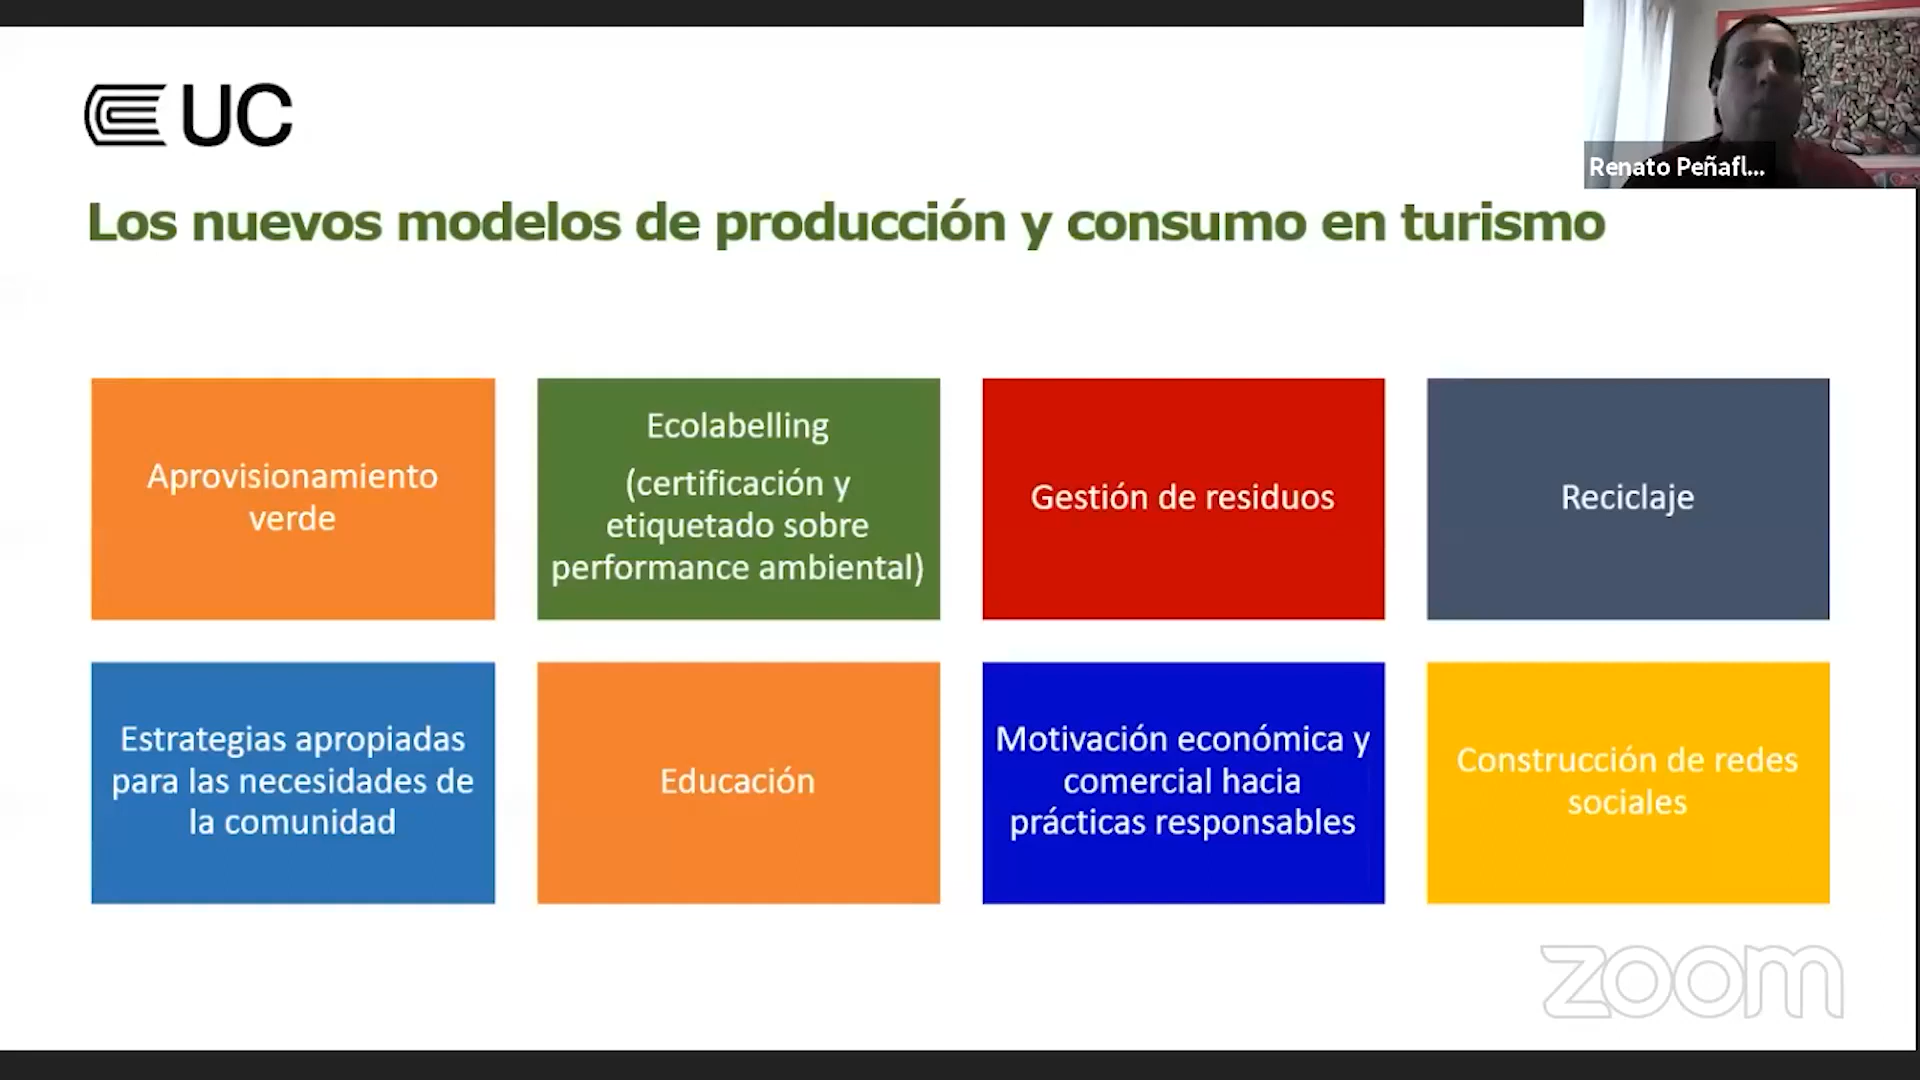 UC
Renato Peñafl...
Los nuevos modelos de producción y consumo en turismo
Aprovisionamiento
verde
Ecolabelling
(certificación y
etiquetado sobre
performance ambiental)
Gestión de residuos
Reciclaje
Estrategias apropiadas
para las necesidades de
la comunidad
Educación
Motivación económica y
comercial hacia
prácticas responsables
Construcción de redes
sociales
zoom